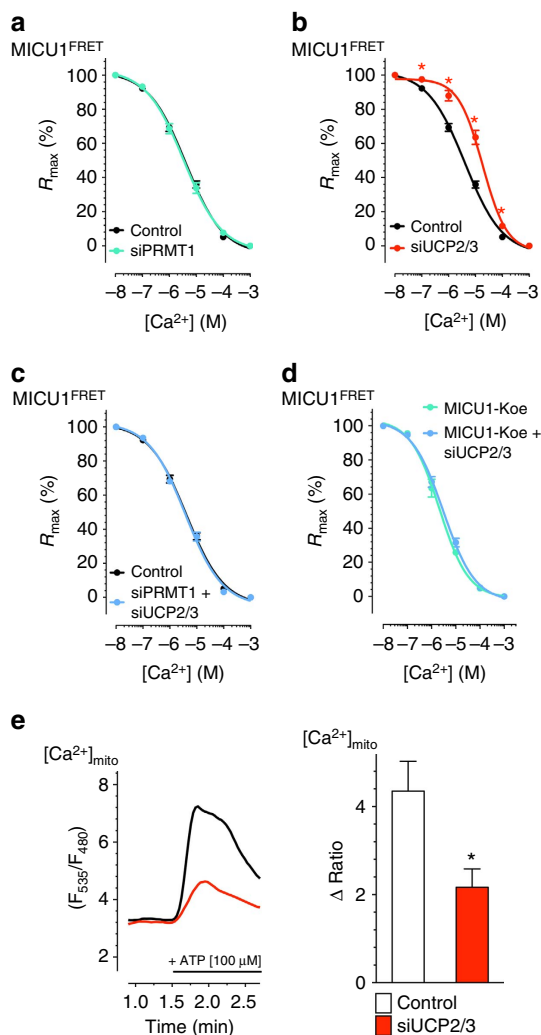 a
MICU1FRET
Rmax (%)
100
80
60
40
20
0
Control
siPRMT1
−8 −7 −6 −5 −4 −3
[Ca2+] (M)
b
MICU1FRET
Rmax (%)
100
80
60
40
20
0
* * * *
Control
siUCP2/3
−8 −7 −6 −5 −4 −3
[Ca2+] (M)
c
MICU1FRET
Rmax (%)
100
80
60
40
20
0
Control
siPRMT1 +
siUCP2/3
−8 −7 −6 −5 −4 −3
[Ca2+] (M)
d
MICU1FRET
MICU1-Koe
MICU1-Koe +
siUCP2/3
Rmax (%)
100
80
60
40
20
0
−8 −7 −6 −5 −4 −3
[Ca2+] (M)
e
[Ca2+]mito
(F535/F480)
8
6
4
2
+ ATP [100 µM]
1.0 1.5 2.0 2.5
Time (min)
[Ca2+]mito
Δ Ratio
4
2
0
*
Control
siUCP2/3